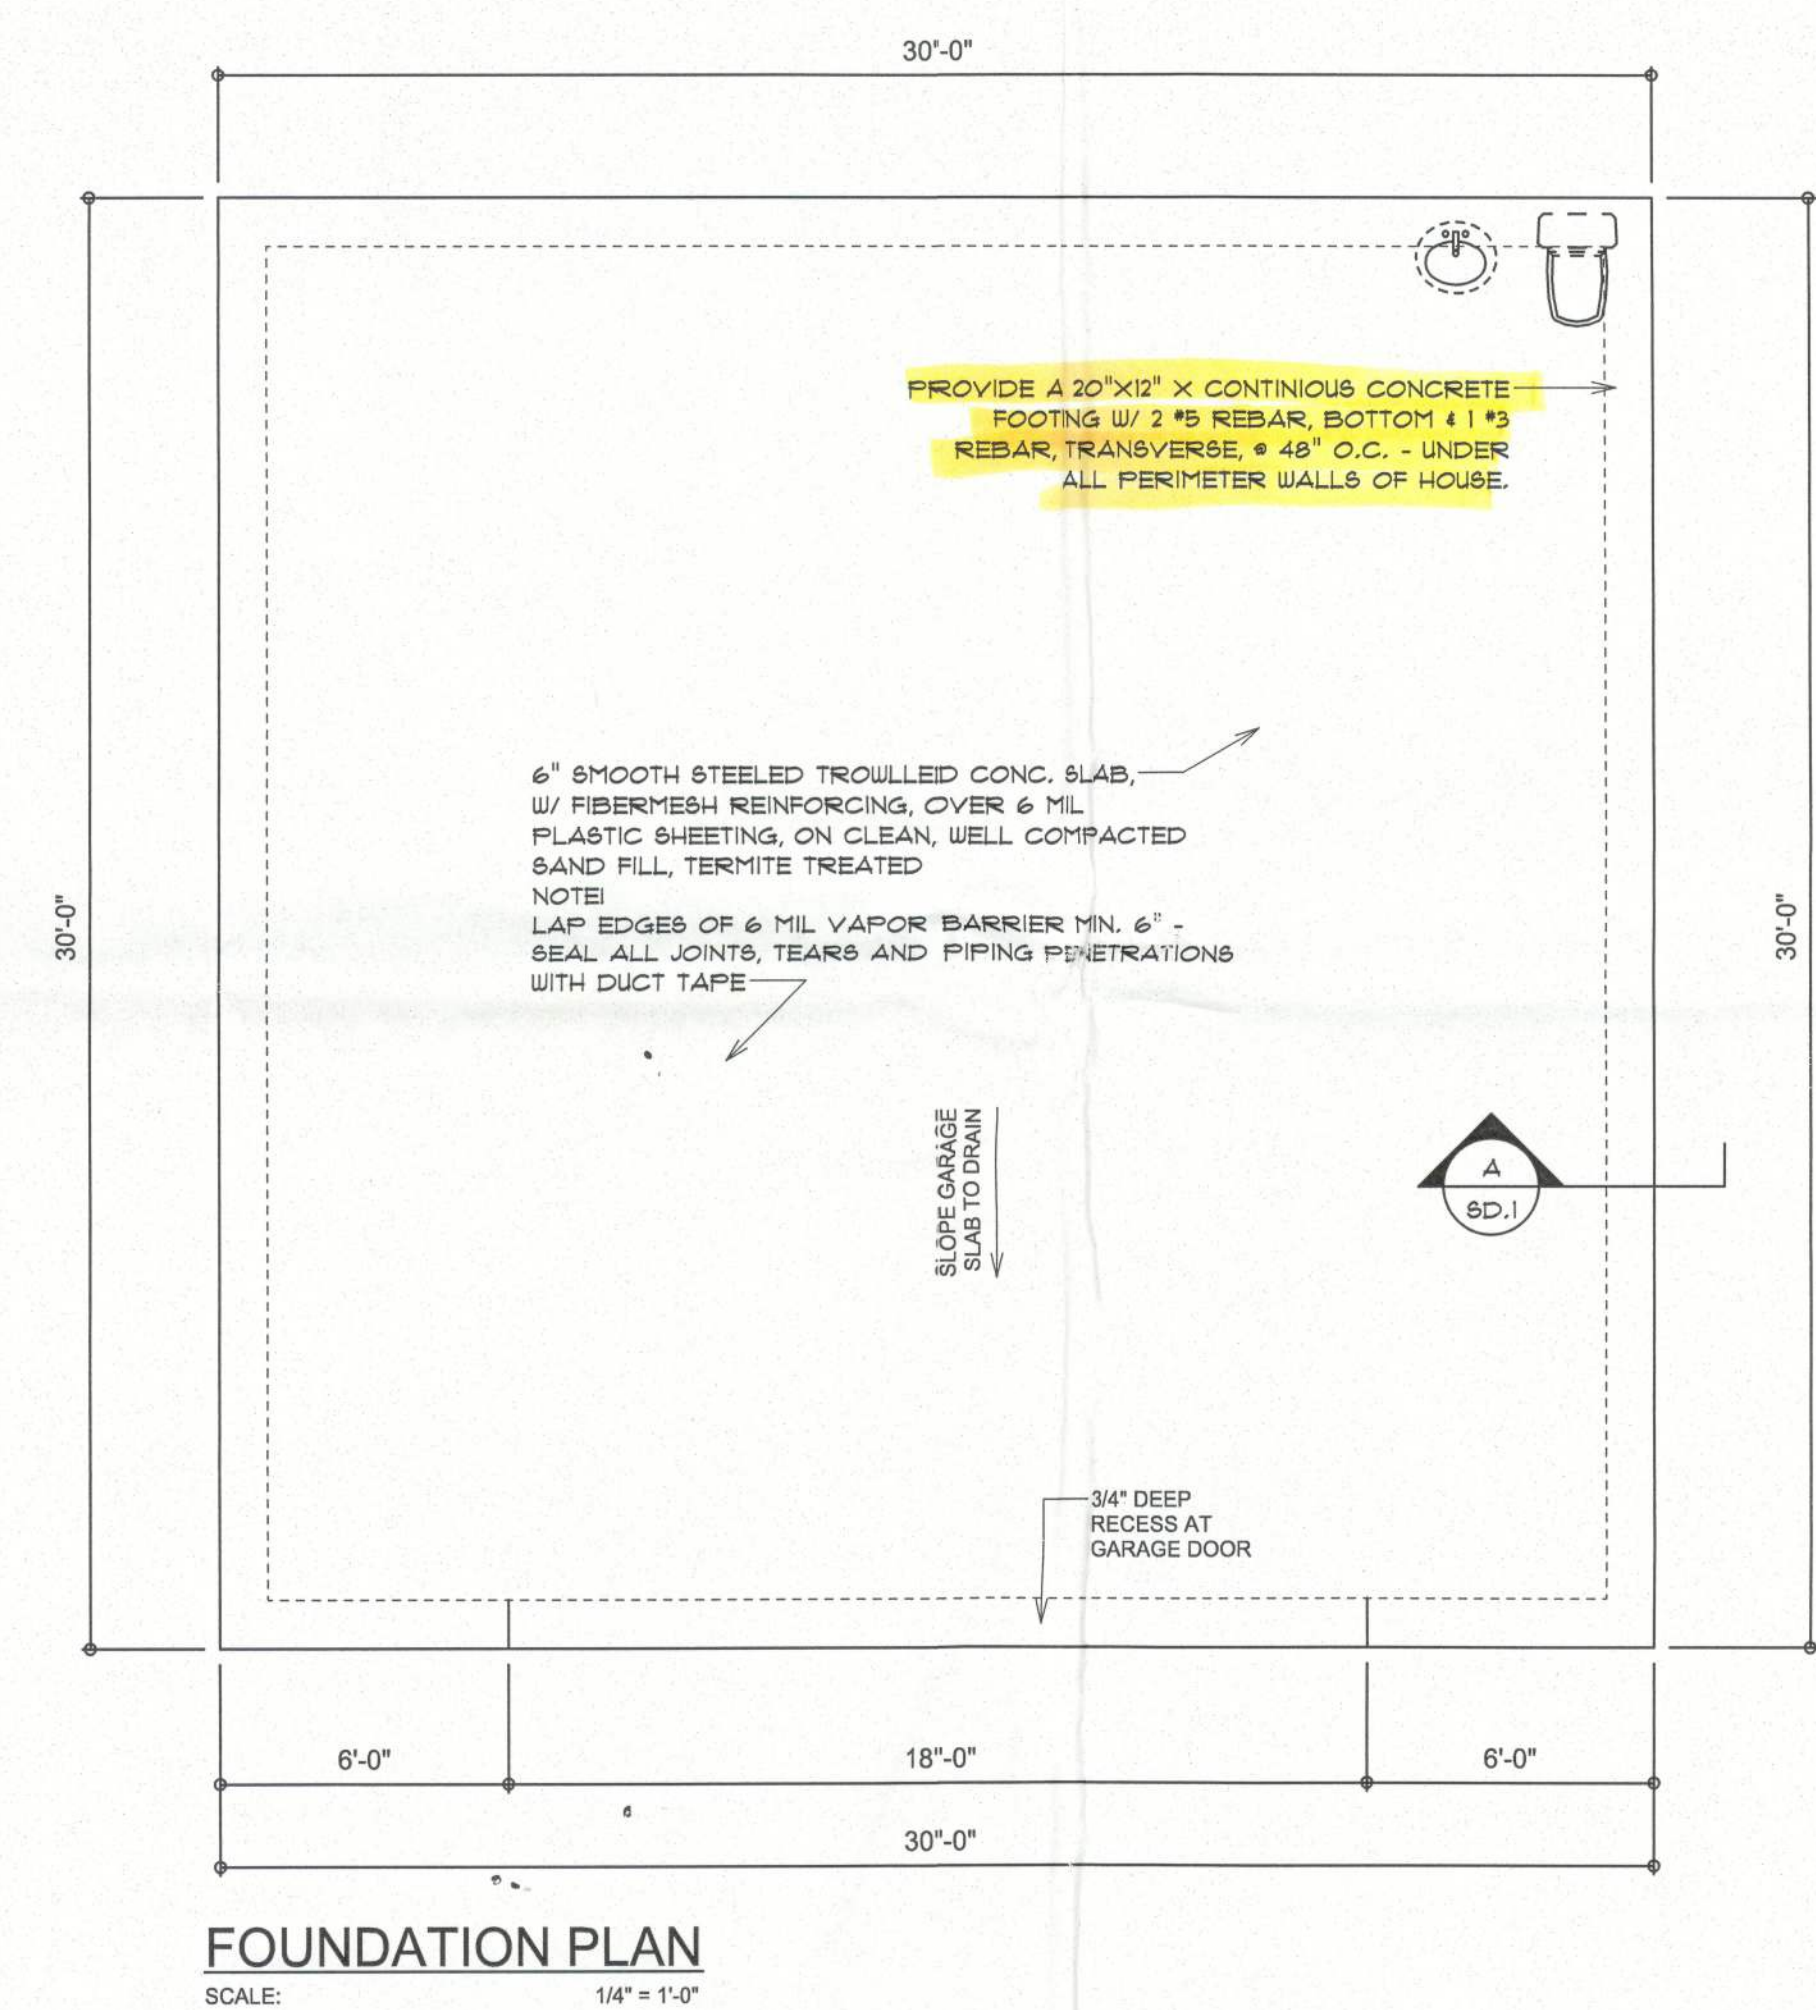 30'-0"
PROVIDE A 20"X12" X CONTINIOUS CONCRETE
FOOTING W/ 2 #5 REBAR, BOTTOM & 1 #3
REBAR, TRANSVERSE, @ 48" O.C. - UNDER
ALL PERIMETER WALLS OF HOUSE.
6" SMOOTH STEELED TROWLLEID CONC. SLAB,
W/ FIBERMESH REINFORCING, OVER 6 MIL
PLASTIC SHEETING, ON CLEAN, WELL COMPACTED
SAND FILL, TERMITE TREATED
NOTE!
LAP EDGES OF 6 MIL VAPOR BARRIER MIN. 6" -
SEAL ALL JOINTS, TEARS AND PIPING PENETRATIONS
WITH DUCT TAPE
30'-0"
30'-0"
SLOPE GARAGE
SLAB TO DRAIN
A
SD.1
3/4" DEEP
RECESS AT
GARAGE DOOR
6'-0"
18"-0"
6'-0"
30"-0"
FOUNDATION PLAN
SCALE: 1/4" = 1'-0"